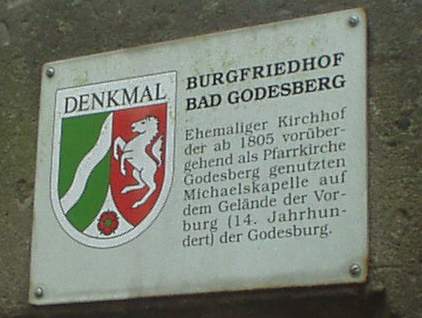 DENKMAL
BURGFRIEDHOF
BAD GODESBERG
Ehemaliger Kirchhof
der ab 1805 vorüber-
gehend als Pfarrkirche
Godesberg genutzten
Michaelskapelle auf
dem Gelände der Vor-
burg (14. Jahrhun-
dert) der Godesburg.